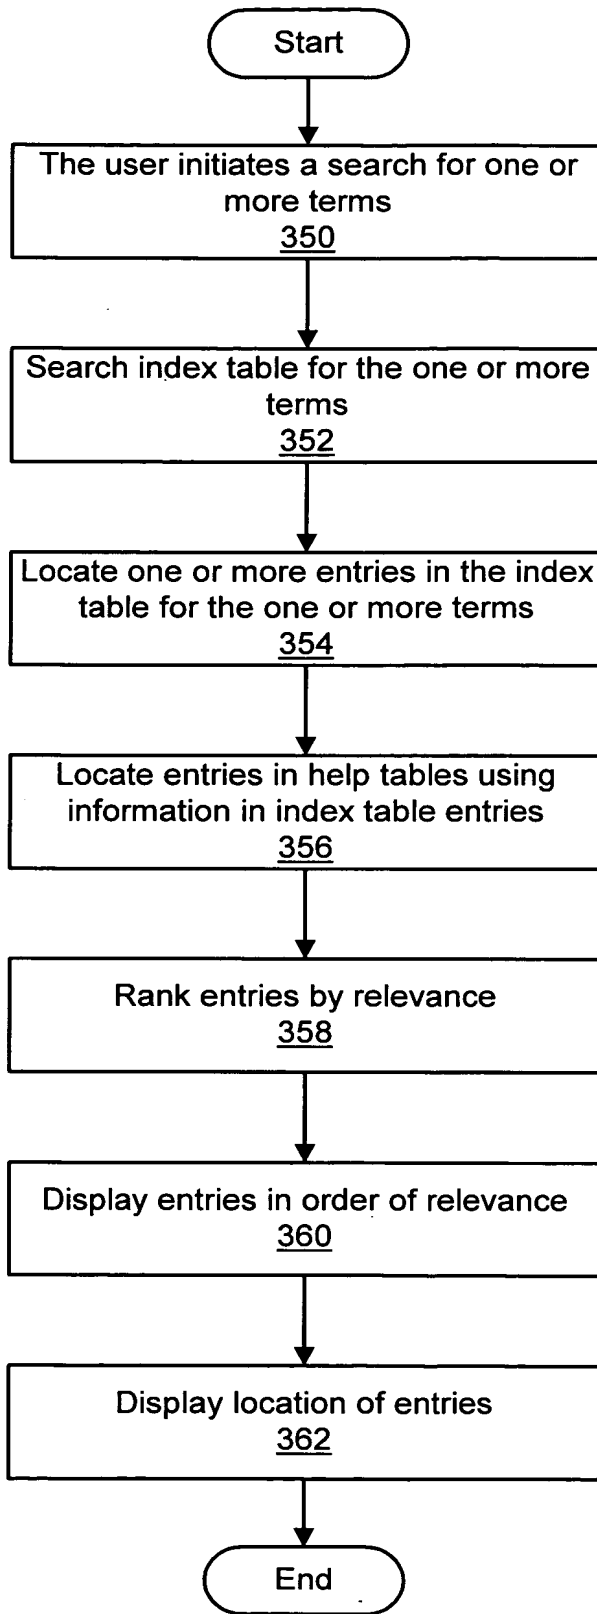 Start
The user initiates a search for one or
more terms
350
Search index table for the one or more
terms
352
Locate one or more entries in the index
table for the one or more terms
354
Locate entries in help tables using
information in index table entries
356
Rank entries by relevance
358
Display entries in order of relevance
360
Display location of entries
362
End